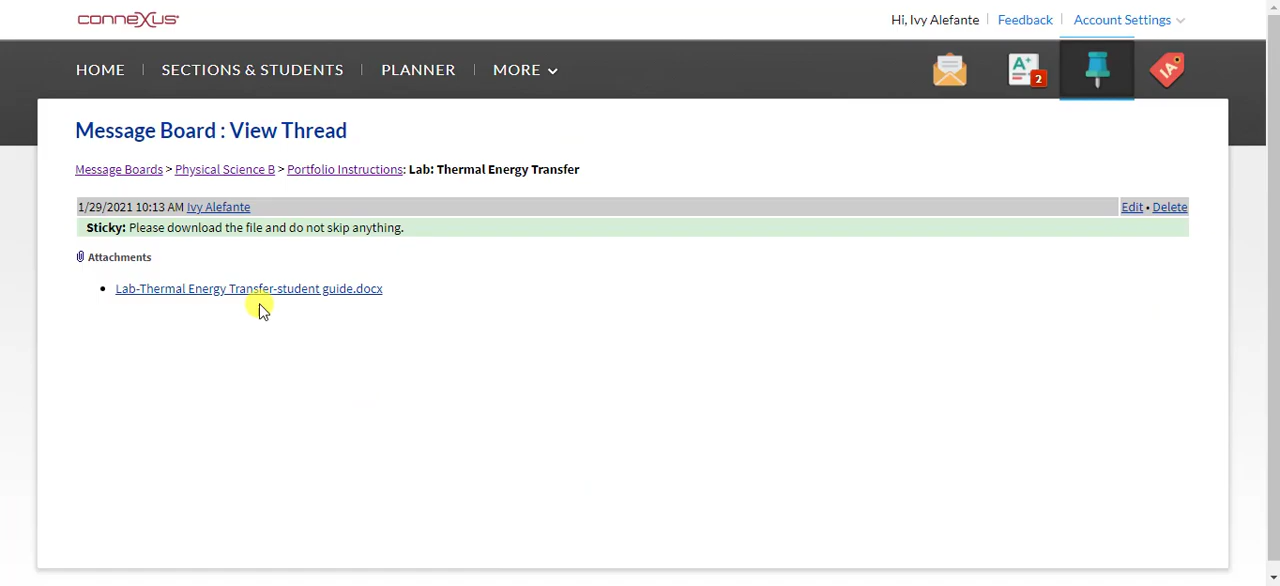 conneXus
Hi, Ivy Alefante
Feedback
Account Settings
HOME
SECTIONS & STUDENTS
PLANNER
MORE
A+
2
IA
Message Board : View Thread
Message Boards > Physical Science B > Portfolio Instructions: Lab: Thermal Energy Transfer
1/29/2021 10:13 AM Ivy Alefante
Edit • Delete
Sticky: Please download the file and do not skip anything.
Attachments
• Lab-Thermal Energy Transfer-student guide.docx